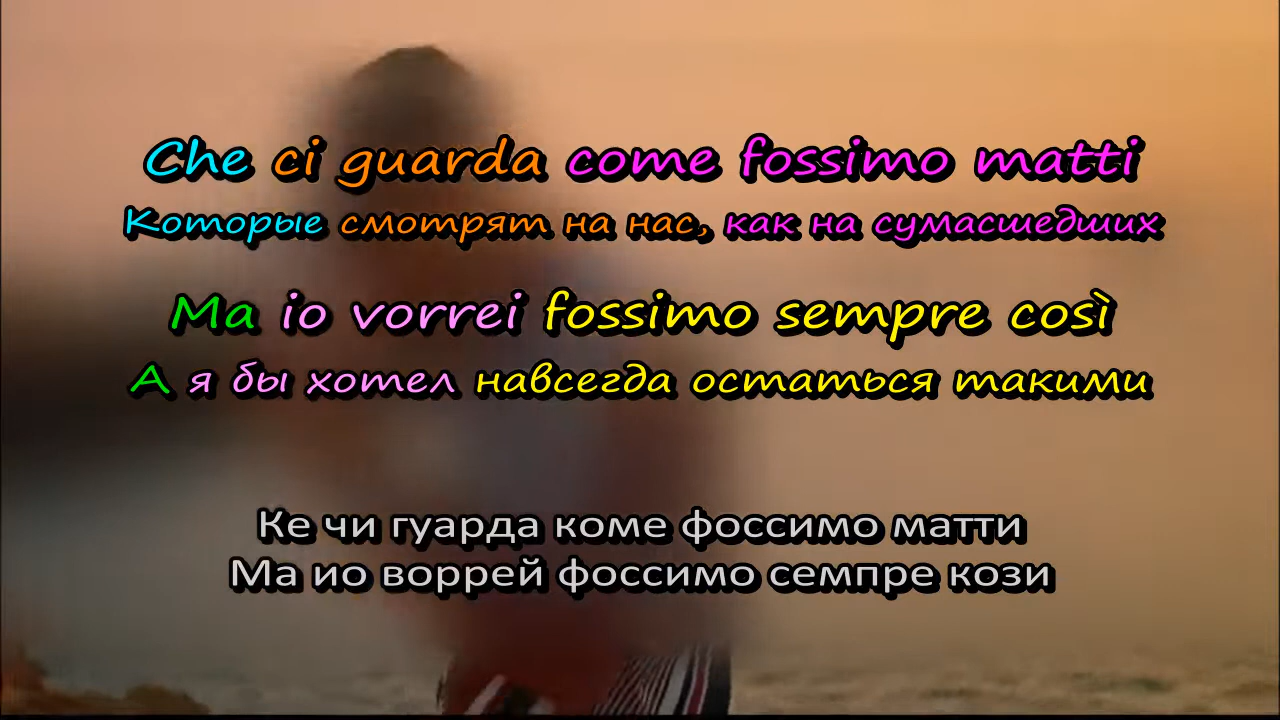 Che ci guarda come fossimo matti
Которые смотрят на нас, как на сумасшедших
Ma io vorrei fossimo sempre così
А я бы хотел навсегда остаться такими
Ке чи гуарда коме фоссимо матти
Ма ио воррей фоссимо семпре кози